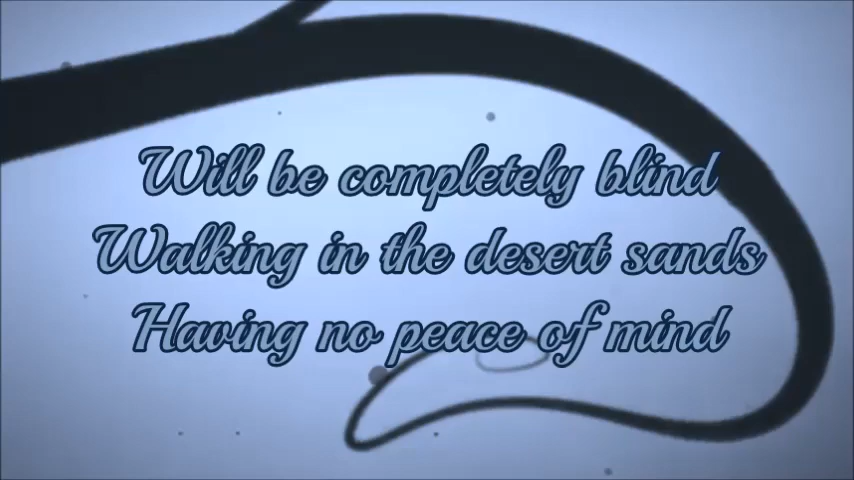 Will be completely blind
Walking in the desert sands
Having no peace of mind